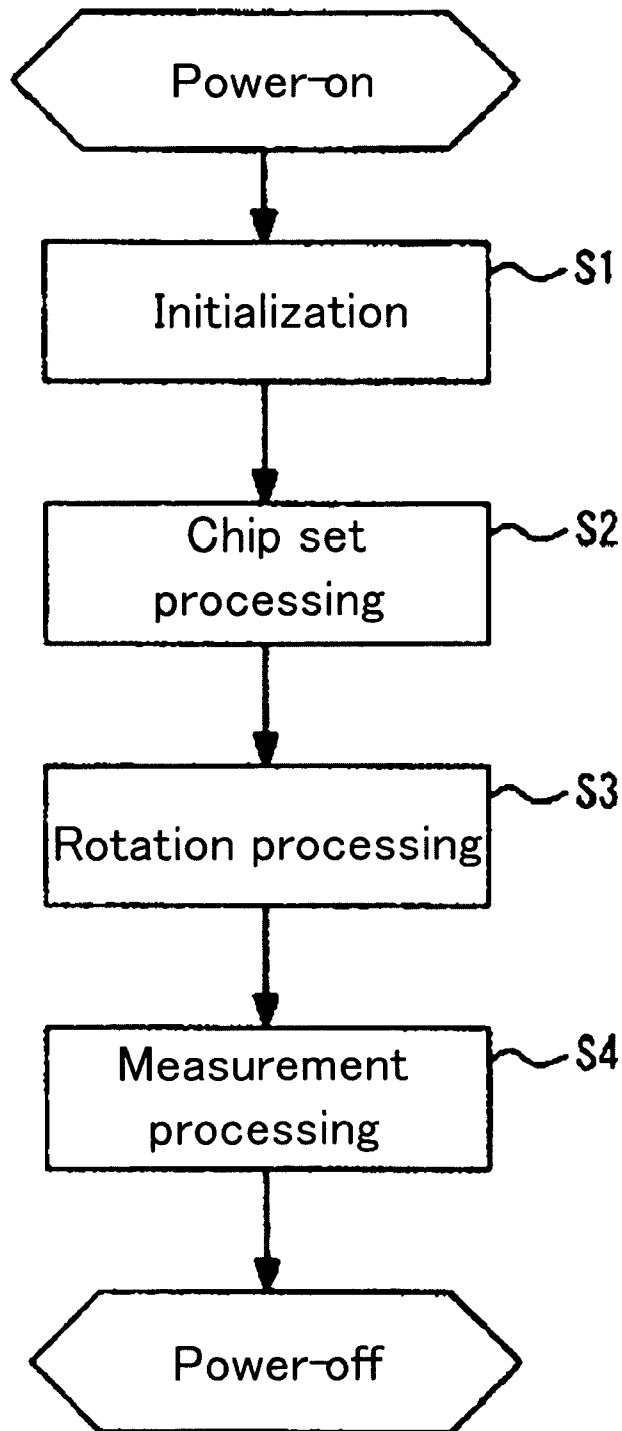 Power-on
Initialization
S1
Chip set
processing
S2
Rotation processing
S3
Measurement
processing
S4
Power-off